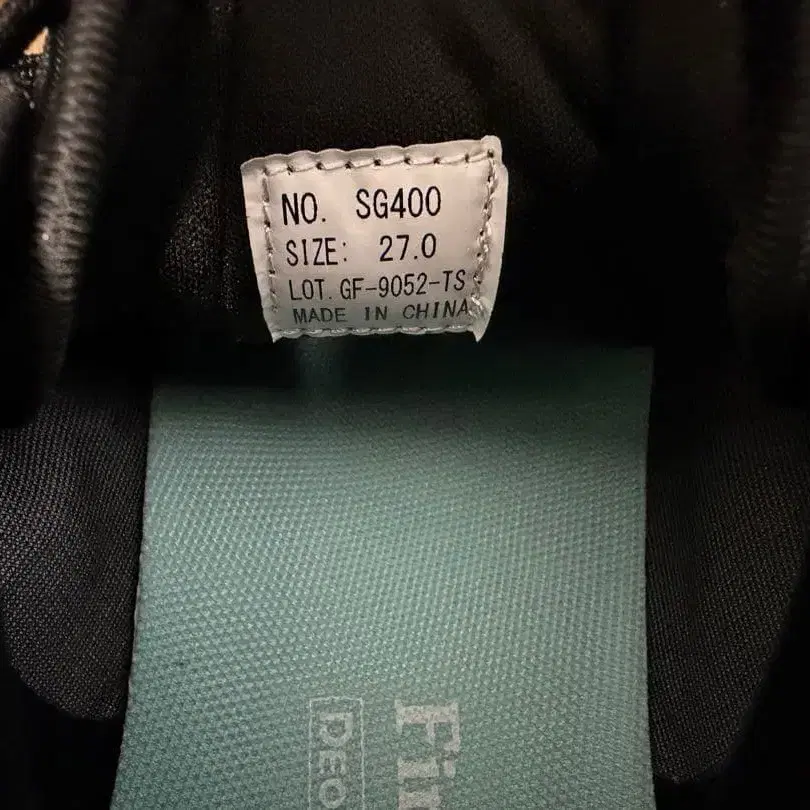 NO. SG400
SIZE: 27.0
LOT. GF-9052-TS
MADE IN CHINA